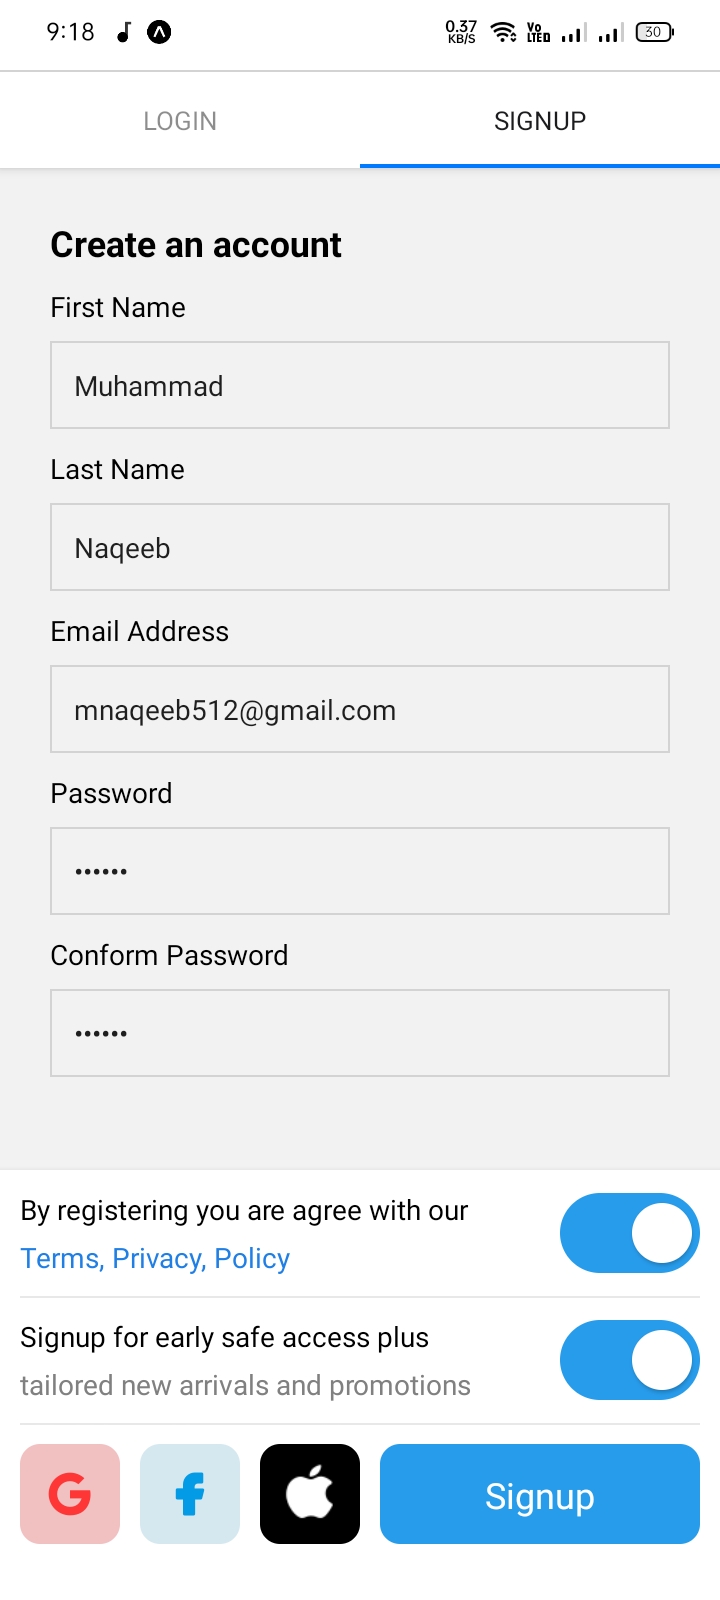 9:18
0.37
KB/S
Vo
LTED
30
LOGIN
SIGNUP
Create an account
First Name
Muhammad
Last Name
Naqeeb
Email Address
mnaqeeb512@gmail.com
Password
••••••
Conform Password
••••••
By registering you are agree with our
Terms, Privacy, Policy
Signup for early safe access plus
tailored new arrivals and promotions
Signup